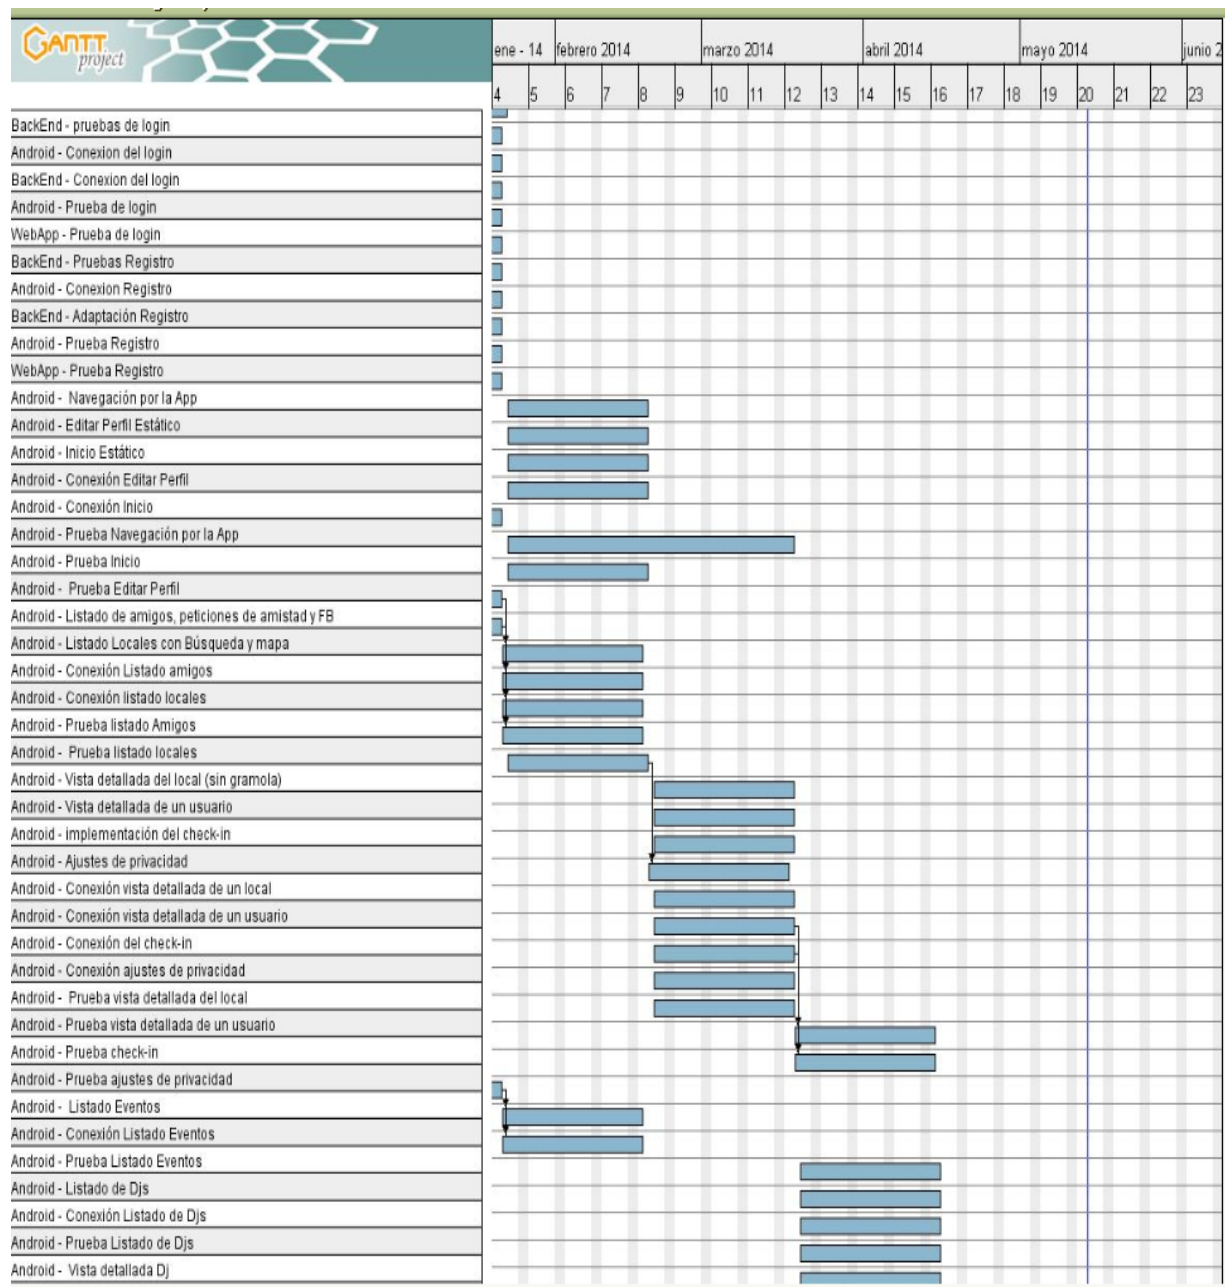 GANTT
project
ene - 14 febrero 2014 marzo 2014 abril 2014 mayo 2014 junio 2
4 5 6 7 8 9 10 11 12 13 14 15 16 17 18 19 20 21 22 23
BackEnd - pruebas de login
Android - Conexion del login
BackEnd - Conexion del login
Android - Prueba de login
WebApp - Prueba de login
BackEnd - Pruebas Registro
Android - Conexion Registro
BackEnd - Adaptación Registro
Android - Prueba Registro
WebApp - Prueba Registro
Android - Navegación por la App
Android - Editar Perfil Estático
Android - Inicio Estático
Android - Conexión Editar Perfil
Android - Conexión Inicio
Android - Prueba Navegación por la App
Android - Prueba Inicio
Android - Prueba Editar Perfil
Android - Listado de amigos, peticiones de amistad y FB
Android - Listado Locales con Búsqueda y mapa
Android - Conexión Listado amigos
Android - Conexión listado locales
Android - Prueba listado Amigos
Android - Prueba listado locales
Android - Vista detallada del local (sin gramola)
Android - Vista detallada de un usuario
Android - implementación del check-in
Android - Ajustes de privacidad
Android - Conexión vista detallada de un local
Android - Conexión vista detallada de un usuario
Android - Conexión del check-in
Android - Conexión ajustes de privacidad
Android - Prueba vista detallada del local
Android - Prueba vista detallada de un usuario
Android - Prueba check-in
Android - Prueba ajustes de privacidad
Android - Listado Eventos
Android - Conexión Listado Eventos
Android - Prueba Listado Eventos
Android - Listado de Djs
Android - Conexión Listado de Djs
Android - Prueba Listado de Djs
Android - Vista detallada Dj